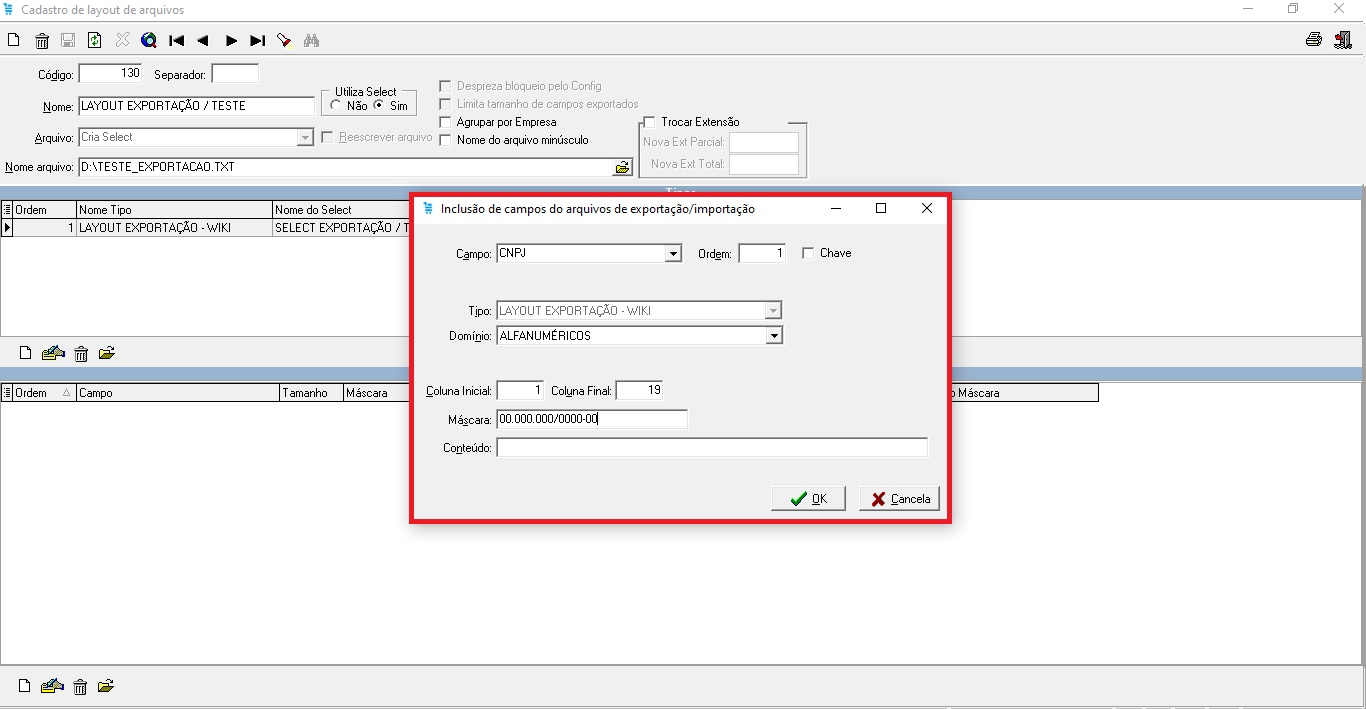 Cadastro de layout de arquivos
Código: 130 Separador:
Nome: LAYOUT EXPORTAÇÃO / TESTE
Utiliza Select
Não Sim
Arquivo: Cria Select
Reescrever arquivo
Nome arquivo: D:\TESTE_EXPORTACAO.TXT
Despreza bloqueio pelo Config
Limita tamanho de campos exportados
Agrupar por Empresa
Nome do arquivo minúsculo
Trocar Extensão
Nova Ext Parcial:
Nova Ext Total:
Ordem Nome Tipo Nome do Select
1 LAYOUT EXPORTAÇÃO - WIKI SELECT EXPORTAÇÃO / T
Inclusão de campos do arquivos de exportação/importação
Campo: CNPJ Ordem: 1 Chave
Tipo: LAYOUT EXPORTAÇÃO - WIKI
Domínio: ALFANUMÉRICOS
Coluna Inicial: 1 Coluna Final: 19
Máscara: 00.000.000/0000-00
Conteúdo:
OK Cancela
Ordem Campo Tamanho Máscara
Máscara